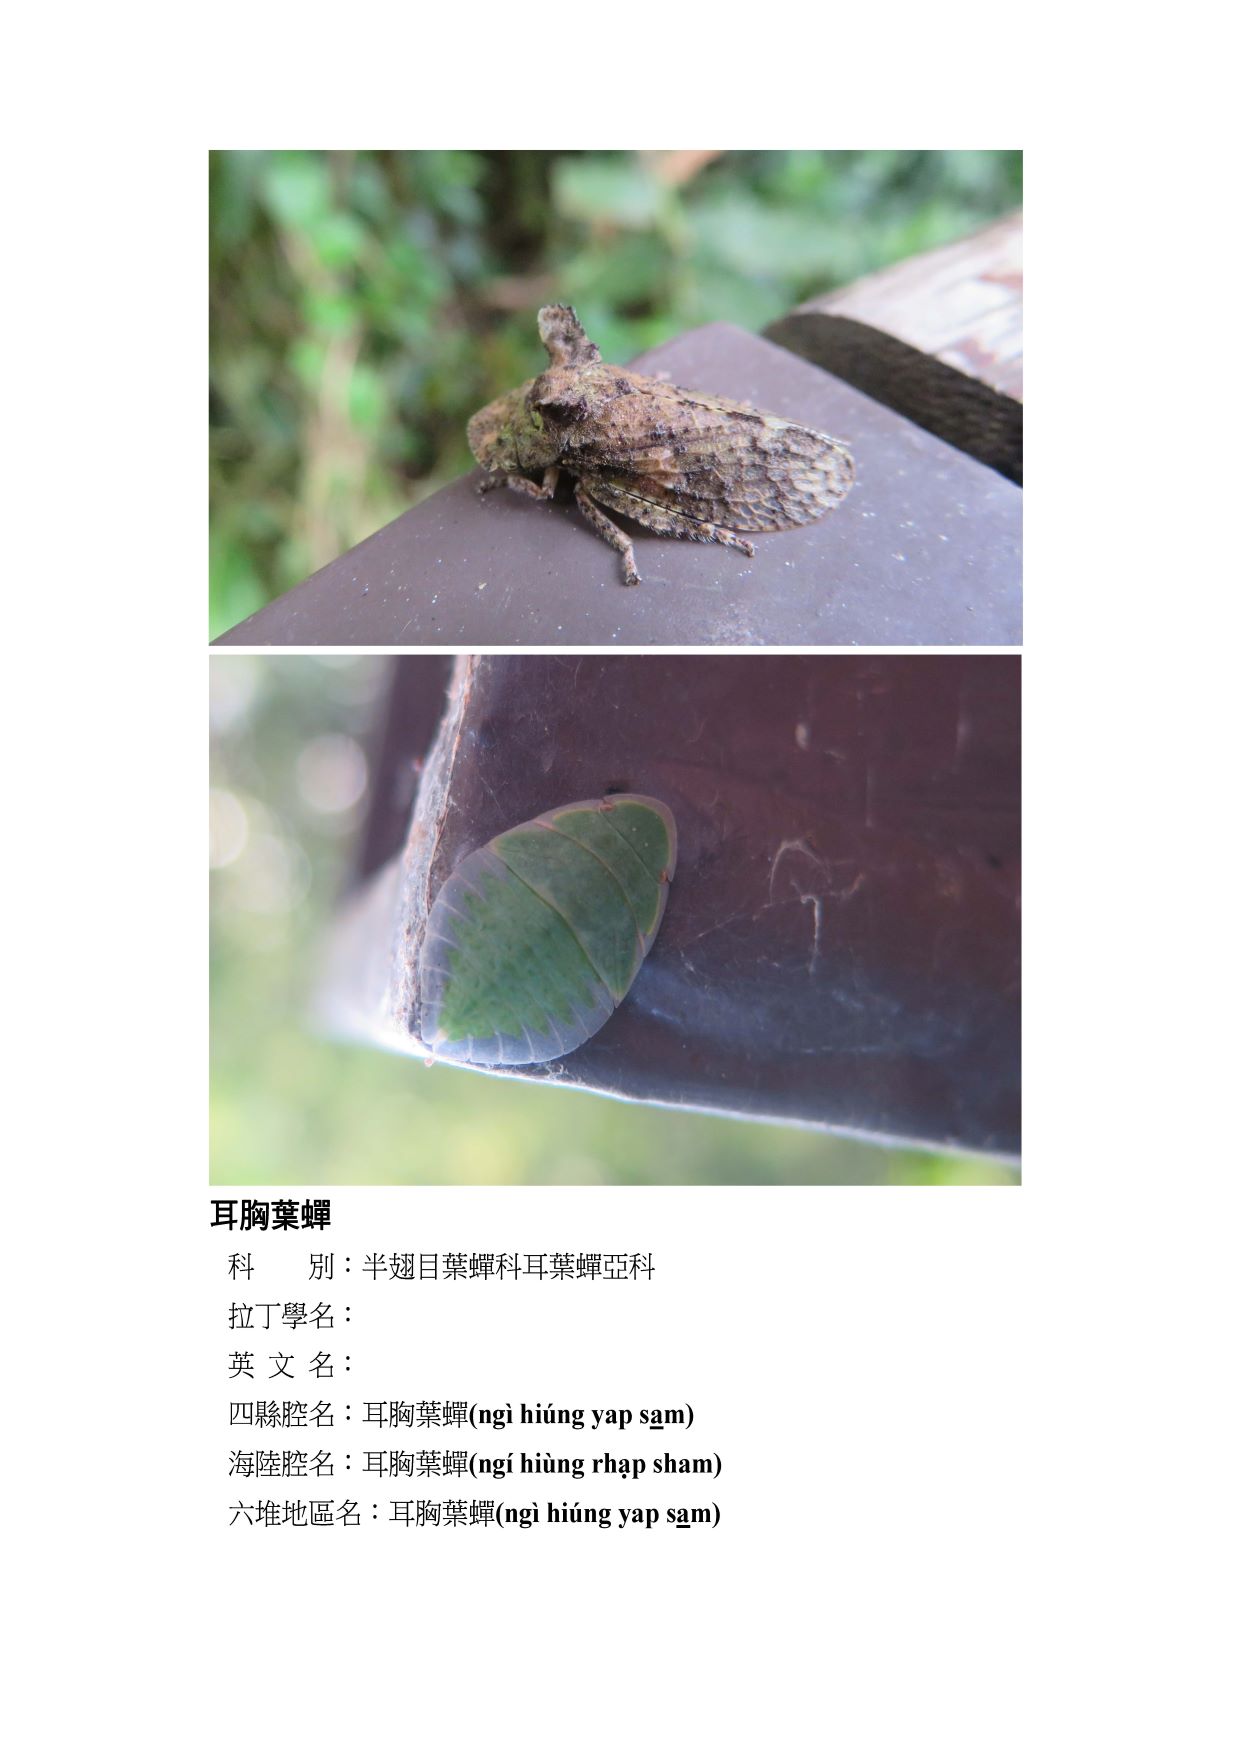 耳胸葉蟬
科　　別：半翅目葉蟬科耳葉蟬亞科
拉丁學名：
英 文 名：
四縣腔名：耳胸葉蟬(ngì hiúng yap sa̲m)
海陸腔名：耳胸葉蟬(ngí hiùng rhạp sham)
六堆地區名：耳胸葉蟬(ngì hiúng yap sa̲m)